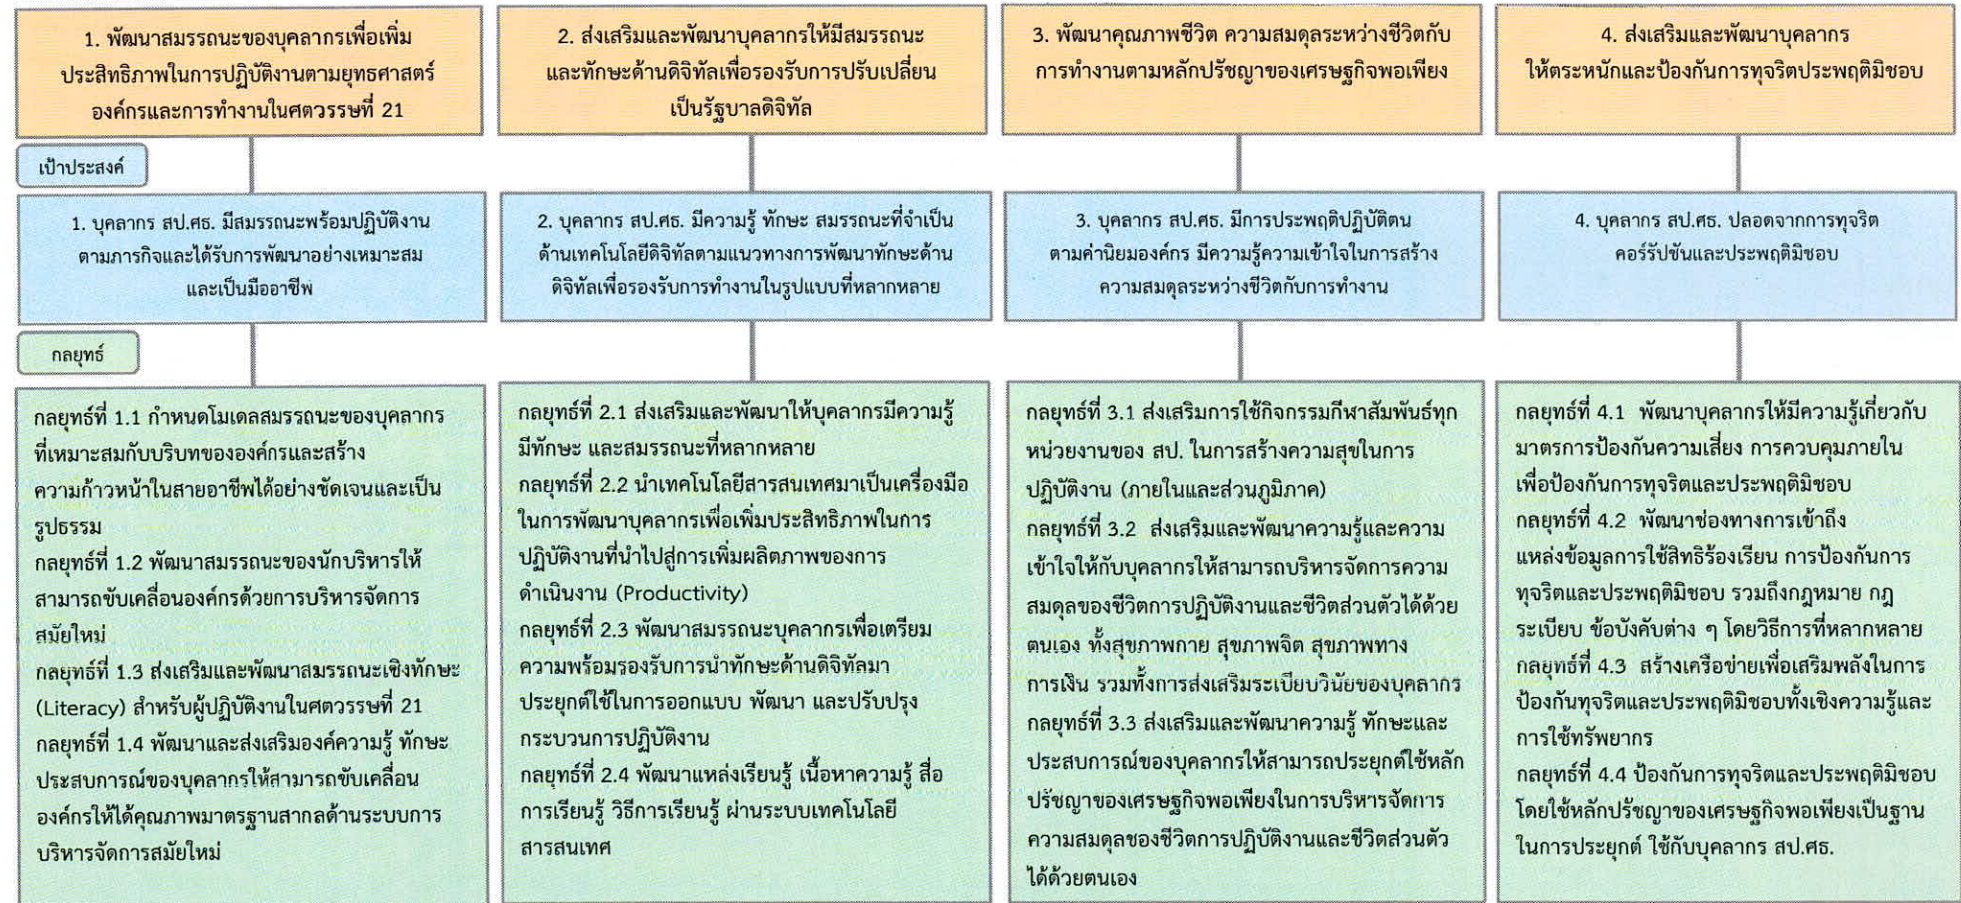 1. พัฒนาสมรรถนะของบุคลากรเพื่อเพิ่ม
ประสิทธิภาพในการปฏิบัติงานตามยุทธศาสตร์
องค์กรและการทำงานในศตวรรษที่ 21
2. ส่งเสริมและพัฒนาบุคลากรให้มีสมรรถนะ
และทักษะด้านดิจิทัลเพื่อรองรับการปรับเปลี่ยน
เป็นรัฐบาลดิจิทัล
3. พัฒนาคุณภาพชีวิต ความสมดุลระหว่างชีวิตกับ
การทำงานตามหลักปรัชญาของเศรษฐกิจพอเพียง
4. ส่งเสริมและพัฒนาบุคลากร
ให้ตระหนักและป้องกันการทุจริตประพฤติมิชอบ
เป้าประสงค์
1. บุคลากร สป.ศธ. มีสมรรถนะพร้อมปฏิบัติงาน
ตามภารกิจและได้รับการพัฒนาอย่างเหมาะสม
และเป็นมืออาชีพ
2. บุคลากร สป.ศธ. มีความรู้ ทักษะ สมรรถนะที่จำเป็น
ด้านเทคโนโลยีดิจิทัลตามแนวทางการพัฒนาทักษะด้าน
ดิจิทัลเพื่อรองรับการทำงานในรูปแบบที่หลากหลาย
3. บุคลากร สป.ศธ. มีการประพฤติปฏิบัติตน
ตามค่านิยมองค์กร มีความรู้ความเข้าใจในการสร้าง
ความสมดุลระหว่างชีวิตกับการทำงาน
4. บุคลากร สป.ศธ. ปลอดจากการทุจริต
คอร์รัปชันและประพฤติมิชอบ
กลยุทธ์
กลยุทธ์ที่ 1.1 กำหนดโมเดลสมรรถนะของบุคลากร
ที่เหมาะสมกับบริบทขององค์กรและสร้าง
ความก้าวหน้าในสายอาชีพได้อย่างชัดเจนและเป็น
รูปธรรม
กลยุทธ์ที่ 1.2 พัฒนาสมรรถนะของนักบริหารให้
สามารถขับเคลื่อนองค์กรด้วยการบริหารจัดการ
สมัยใหม่
กลยุทธ์ที่ 1.3 ส่งเสริมและพัฒนาสมรรถนะเชิงทักษะ
(Literacy) สำหรับผู้ปฏิบัติงานในศตวรรษที่ 21
กลยุทธ์ที่ 1.4 พัฒนาและส่งเสริมองค์ความรู้ ทักษะ
ประสบการณ์ของบุคลากรให้สามารถขับเคลื่อน
องค์กรให้ได้คุณภาพมาตรฐานสากลด้านระบบการ
บริหารจัดการสมัยใหม่
กลยุทธ์ที่ 2.1 ส่งเสริมและพัฒนาให้บุคลากรมีความรู้
มีทักษะ และสมรรถนะที่หลากหลาย
กลยุทธ์ที่ 2.2 นำเทคโนโลยีสารสนเทศมาเป็นเครื่องมือ
ในการพัฒนาบุคลากรเพื่อเพิ่มประสิทธิภาพในการ
ปฏิบัติงานที่นำไปสู่การเพิ่มผลิตภาพของการ
ดำเนินงาน (Productivity)
กลยุทธ์ที่ 2.3 พัฒนาสมรรถนะบุคลากรเพื่อเตรียม
ความพร้อมรองรับการนำทักษะด้านดิจิทัลมา
ประยุกต์ใช้ในการออกแบบ พัฒนา และปรับปรุง
กระบวนการปฏิบัติงาน
กลยุทธ์ที่ 2.4 พัฒนาแหล่งเรียนรู้ เนื้อหาความรู้ สื่อ
การเรียนรู้ วิธีการเรียนรู้ ผ่านระบบเทคโนโลยี
สารสนเทศ
กลยุทธ์ที่ 3.1 ส่งเสริมการใช้กิจกรรมกีฬาสัมพันธ์ทุก
หน่วยงานของ สป. ในการสร้างความสุขในการ
ปฏิบัติงาน (ภายในและส่วนภูมิภาค)
กลยุทธ์ที่ 3.2 ส่งเสริมและพัฒนาความรู้และความ
เข้าใจให้กับบุคลากรให้สามารถบริหารจัดการความ
สมดุลของชีวิตการปฏิบัติงานและชีวิตส่วนตัวได้ด้วย
ตนเอง ทั้งสุขภาพกาย สุขภาพจิต สุขภาพทาง
การเงิน รวมทั้งการส่งเสริมระเบียบวินัยของบุคลากร
กลยุทธ์ที่ 3.3 ส่งเสริมและพัฒนาความรู้ ทักษะและ
ประสบการณ์ของบุคลากรให้สามารถประยุกต์ใช้หลัก
ปรัชญาของเศรษฐกิจพอเพียงในการบริหารจัดการ
ความสมดุลของชีวิตการปฏิบัติงานและชีวิตส่วนตัว
ได้ด้วยตนเอง
กลยุทธ์ที่ 4.1 พัฒนาบุคลากรให้มีความรู้เกี่ยวกับ
มาตรการป้องกันความเสี่ยง การควบคุมภายใน
เพื่อป้องกันการทุจริตและประพฤติมิชอบ
กลยุทธ์ที่ 4.2 พัฒนาช่องทางการเข้าถึง
แหล่งข้อมูลการใช้สิทธิร้องเรียน การป้องกันการ
ทุจริตและประพฤติมิชอบ รวมถึงกฎหมาย กฎ
ระเบียบ ข้อบังคับต่าง ๆ โดยวิธีการที่หลากหลาย
กลยุทธ์ที่ 4.3 สร้างเครือข่ายเพื่อเสริมพลังในการ
ป้องกันทุจริตและประพฤติมิชอบทั้งเชิงความรู้และ
การใช้ทรัพยากร
กลยุทธ์ที่ 4.4 ป้องกันการทุจริตและประพฤติมิชอบ
โดยใช้หลักปรัชญาของเศรษฐกิจพอเพียงเป็นฐาน
ในการประยุกต์ ใช้กับบุคลากร สป.ศธ.